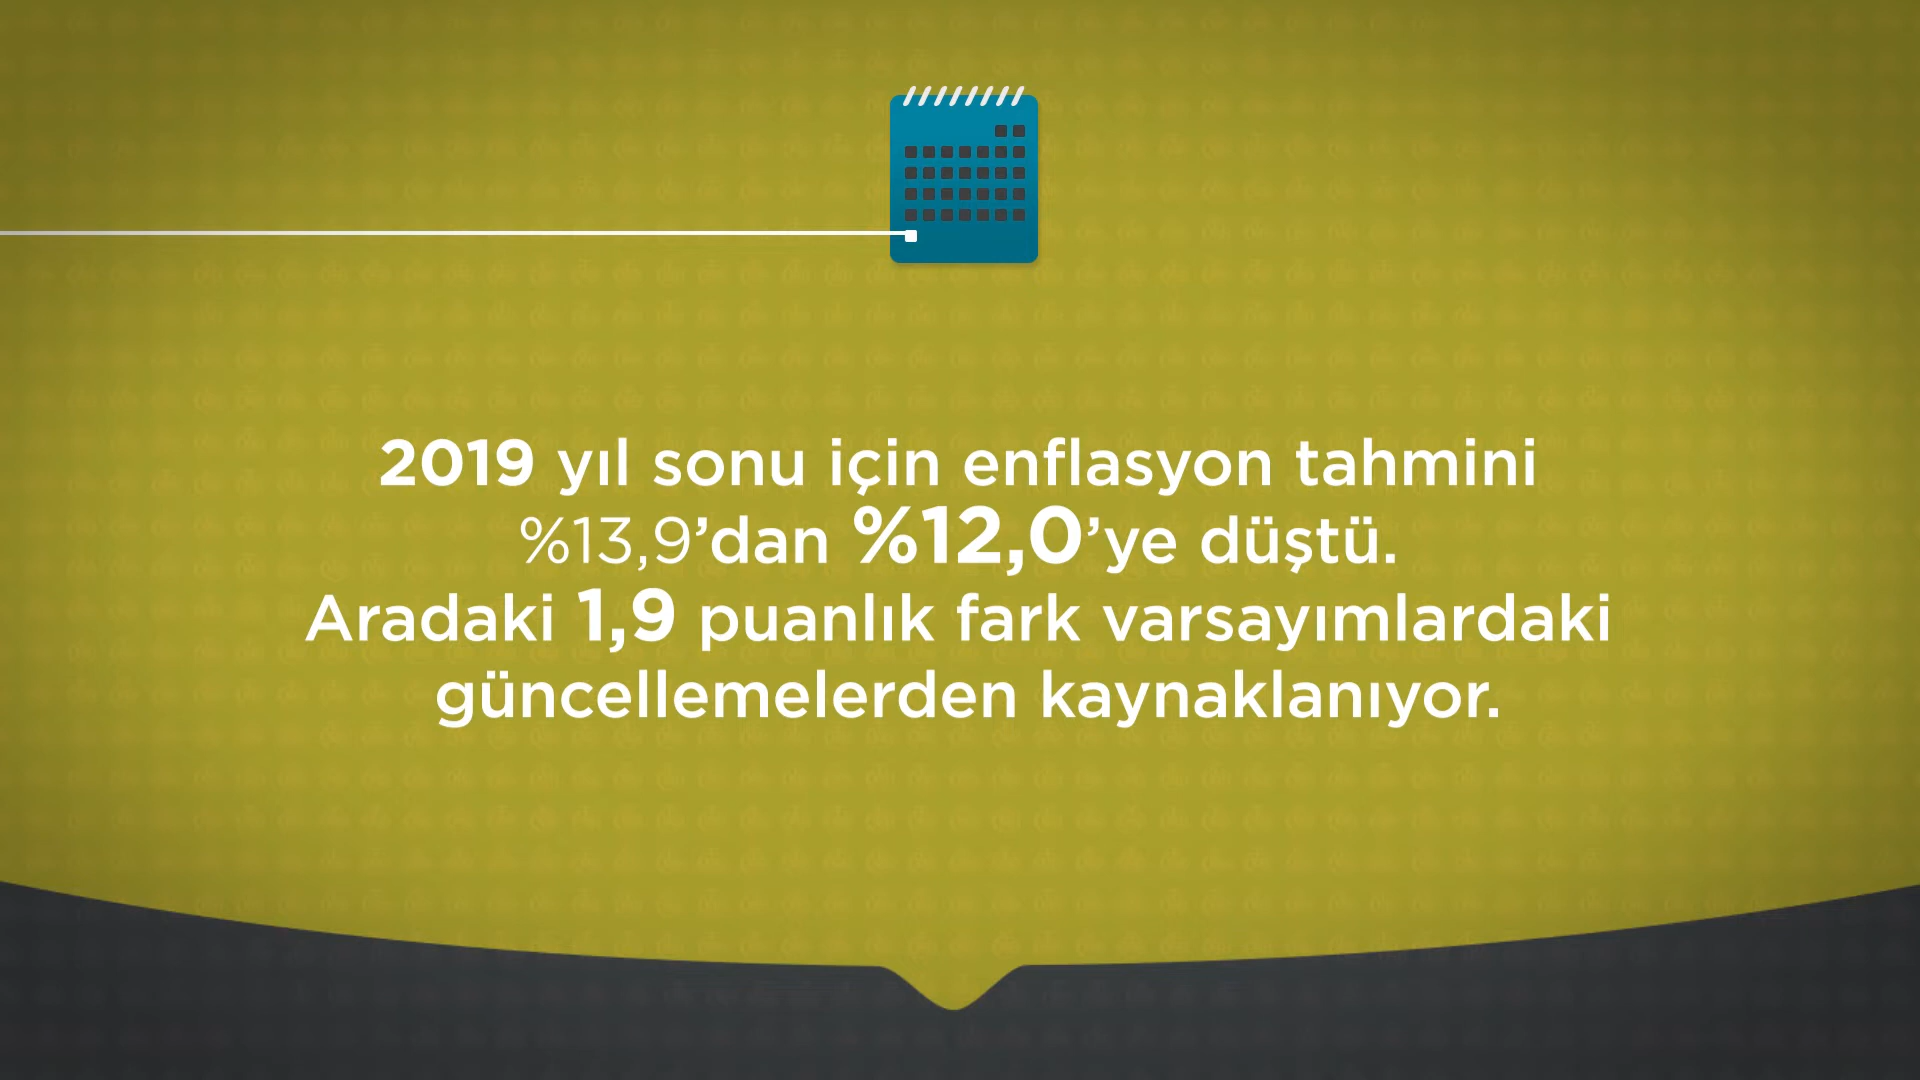 2019 yıl sonu için enflasyon tahmini
%13,9’dan %12,0’ye düştü.
Aradaki 1,9 puanlık fark varsayımlardaki
güncellemelerden kaynaklanıyor.